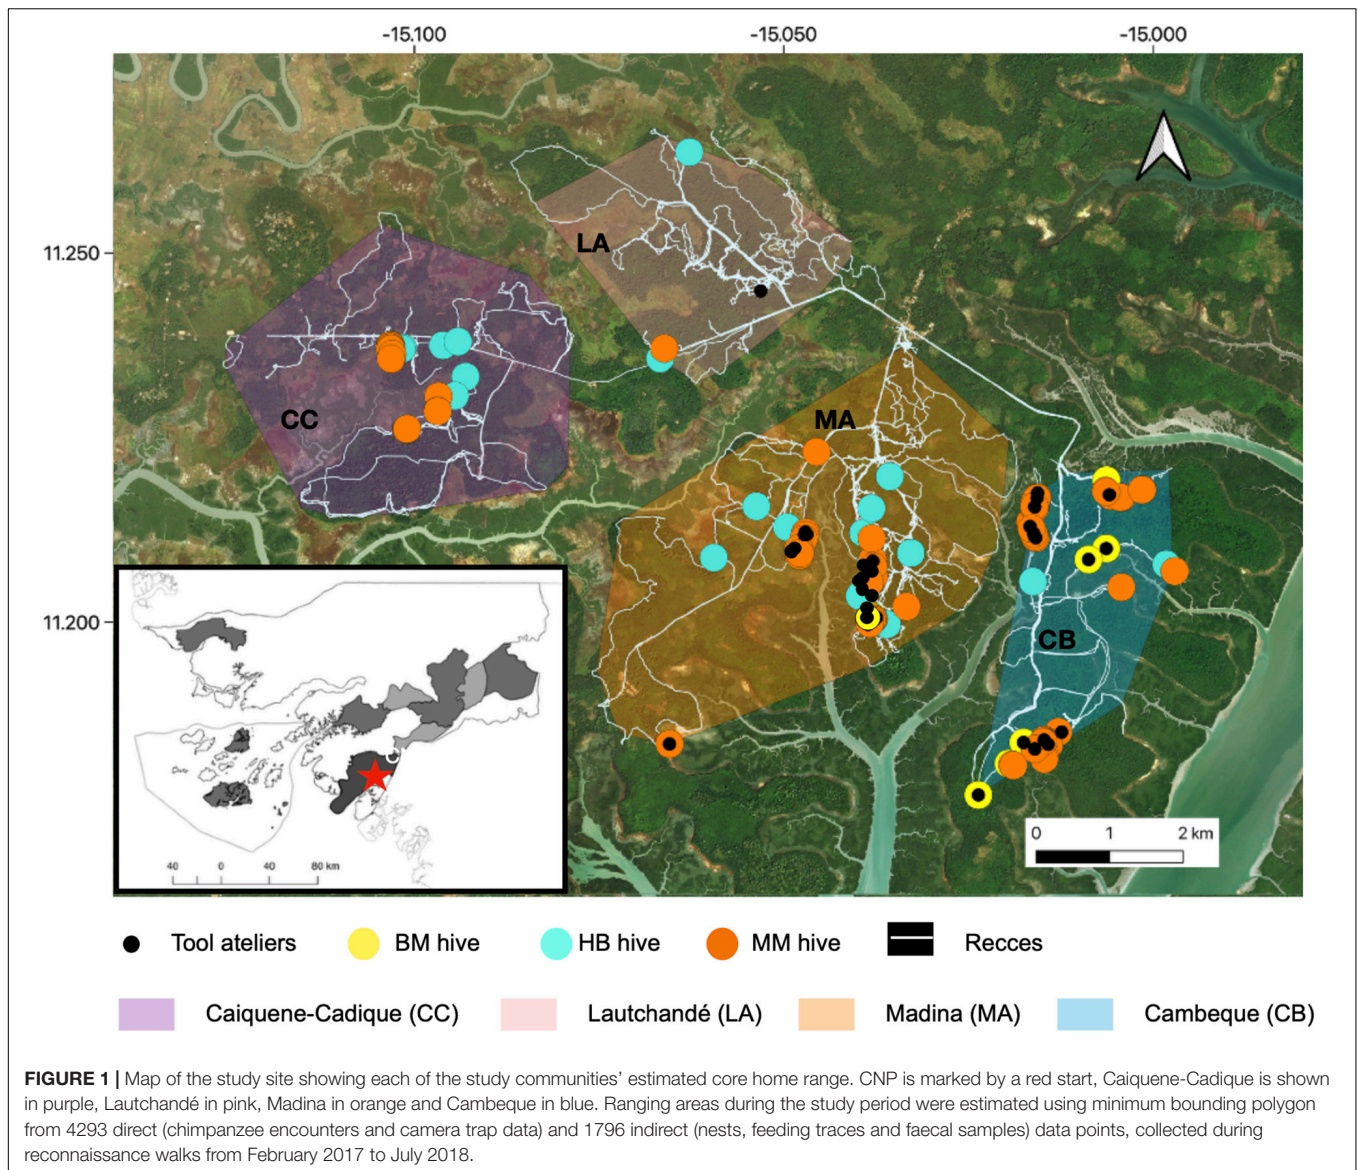 -15.100 -15.050 -15.000
11.250
11.200
LA
CC
MA
CB
0 1 2 km
40 0 40 80 km
Tool ateliers BM hive HB hive MM hive Recces
Caiquene-Cadique (CC) Lautchandé (LA) Madina (MA) Cambeque (CB)
FIGURE 1 | Map of the study site showing each of the study communities’ estimated core home range. CNP is marked by a red start, Caiquene-Cadique is shown
in purple, Lautchandé in pink, Madina in orange and Cambeque in blue. Ranging areas during the study period were estimated using minimum bounding polygon
from 4293 direct (chimpanzee encounters and camera trap data) and 1796 indirect (nests, feeding traces and faecal samples) data points, collected during
reconnaissance walks from February 2017 to July 2018.